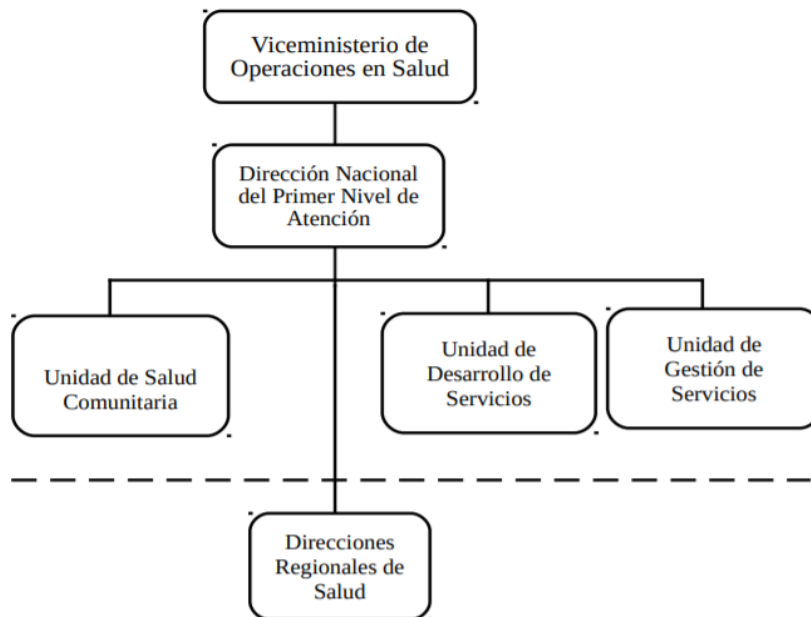 Viceministerio de
Operaciones en Salud
Dirección Nacional
del Primer Nivel de
Atención
Unidad de Salud
Comunitaria
Unidad de
Desarrollo de
Servicios
Unidad de
Gestión de
Servicios
Direcciones
Regionales de
Salud